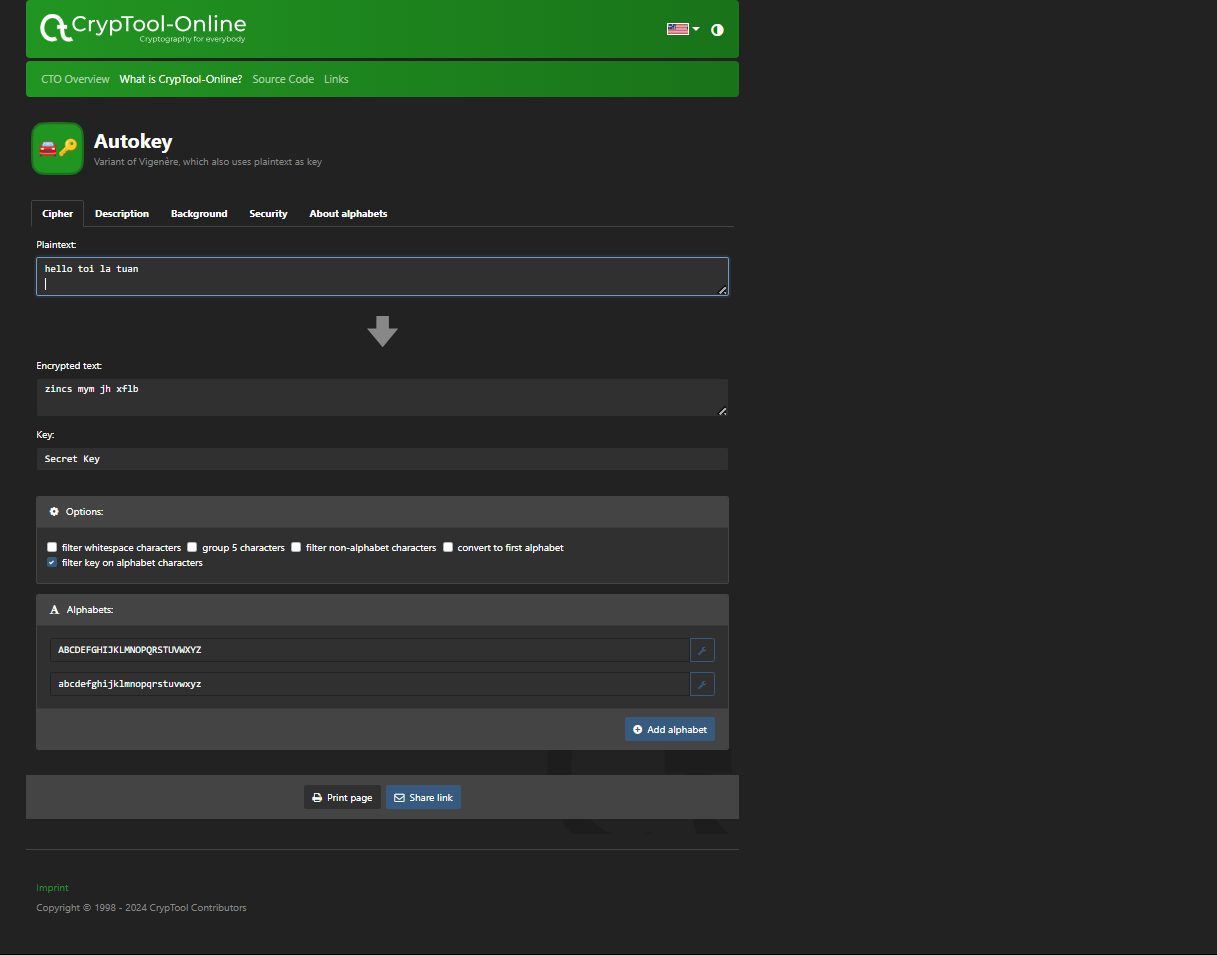 CrypTool-Online
Cryptography for everybody
CTO Overview What is CrypTool-Online? Source Code Links
Autokey
Variant of Vigenère, which also uses plaintext as key
Cipher Description Background Security About alphabets
Plaintext:
hello toi la tuan
Encrypted text:
zincs mym jh xflb
Key:
Secret Key
Options:
filter whitespace characters group 5 characters filter non-alphabet characters convert to first alphabet
filter key on alphabet characters
A Alphabets:
ABCDEFGHIJKLMNOPQRSTUVWXYZ
abcdefghijklmnopqrstuvwxyz
Add alphabet
Print page Share link
Imprint
Copyright © 1998 - 2024 CrypTool Contributors